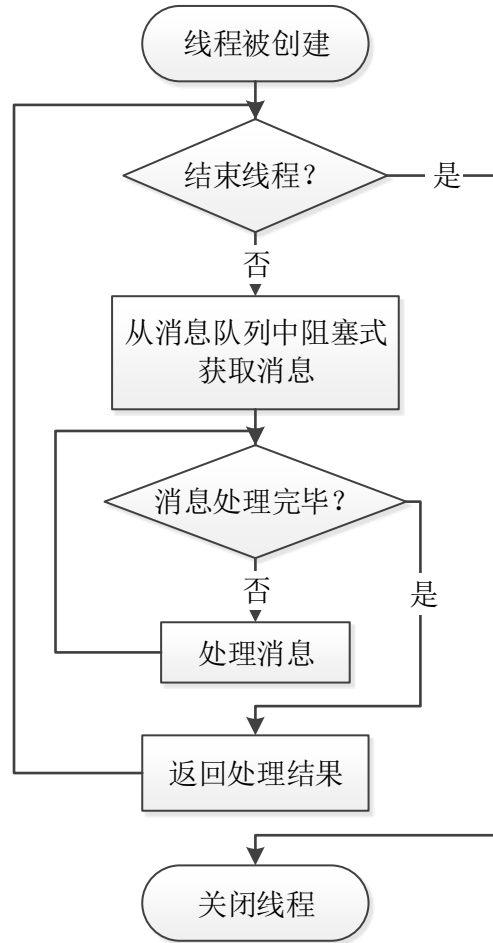 线程被创建
结束线程？
是
否
从消息队列中阻塞式
获取消息
消息处理完毕？
否
是
处理消息
返回处理结果
关闭线程